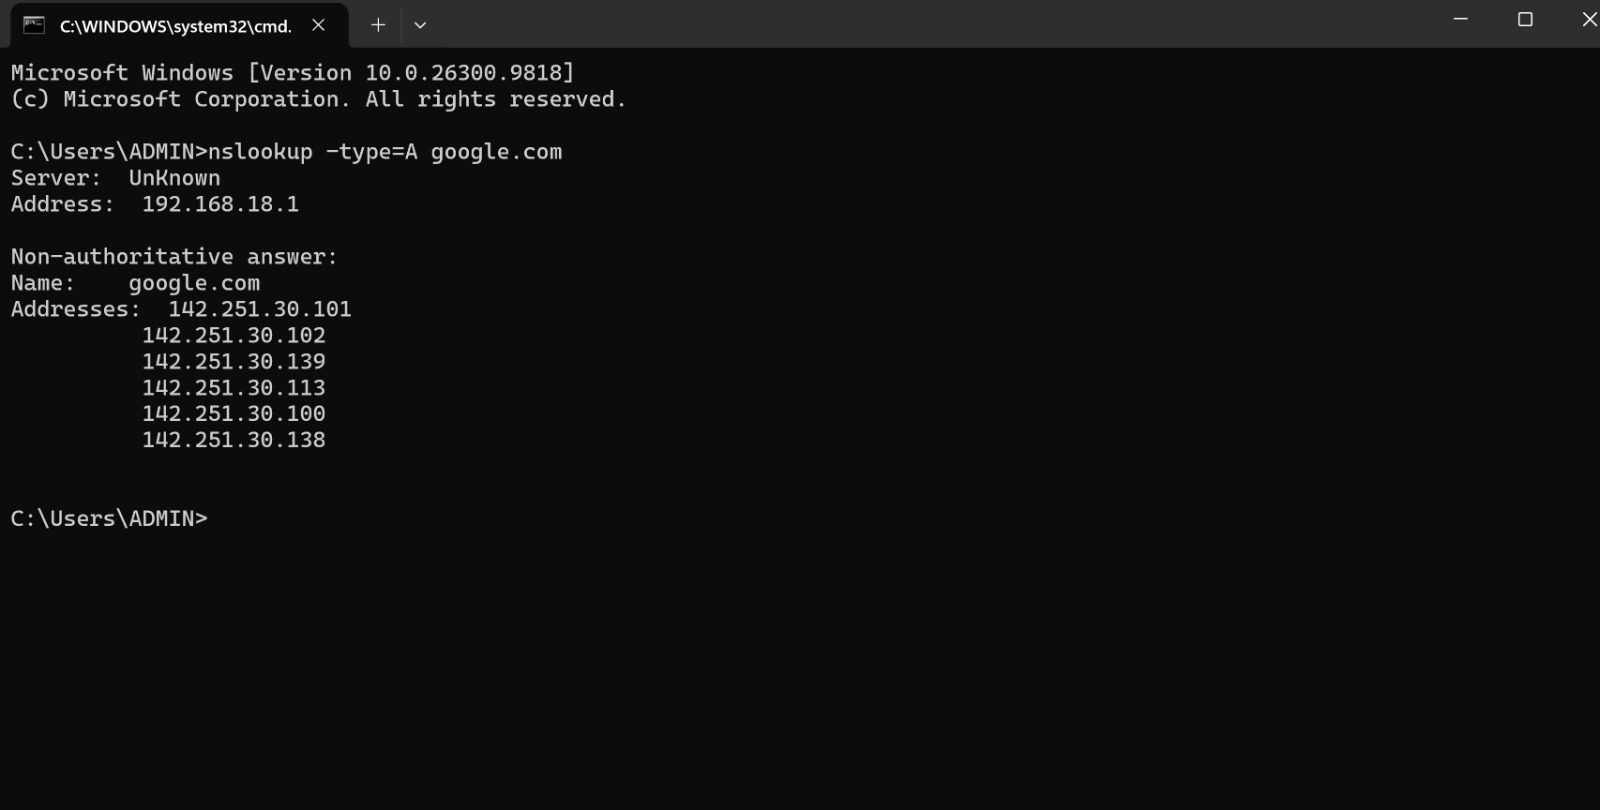 C:\WINDOWS\system32\cmd.
Microsoft Windows [Version 10.0.26300.9818]
(c) Microsoft Corporation. All rights reserved.
C:\Users\ADMIN>nslookup -type=A google.com
Server:  UnKnown
Address:  192.168.18.1
Non-authoritative answer:
Name:    google.com
Addresses:  142.251.30.101
          142.251.30.102
          142.251.30.139
          142.251.30.113
          142.251.30.100
          142.251.30.138
C:\Users\ADMIN>